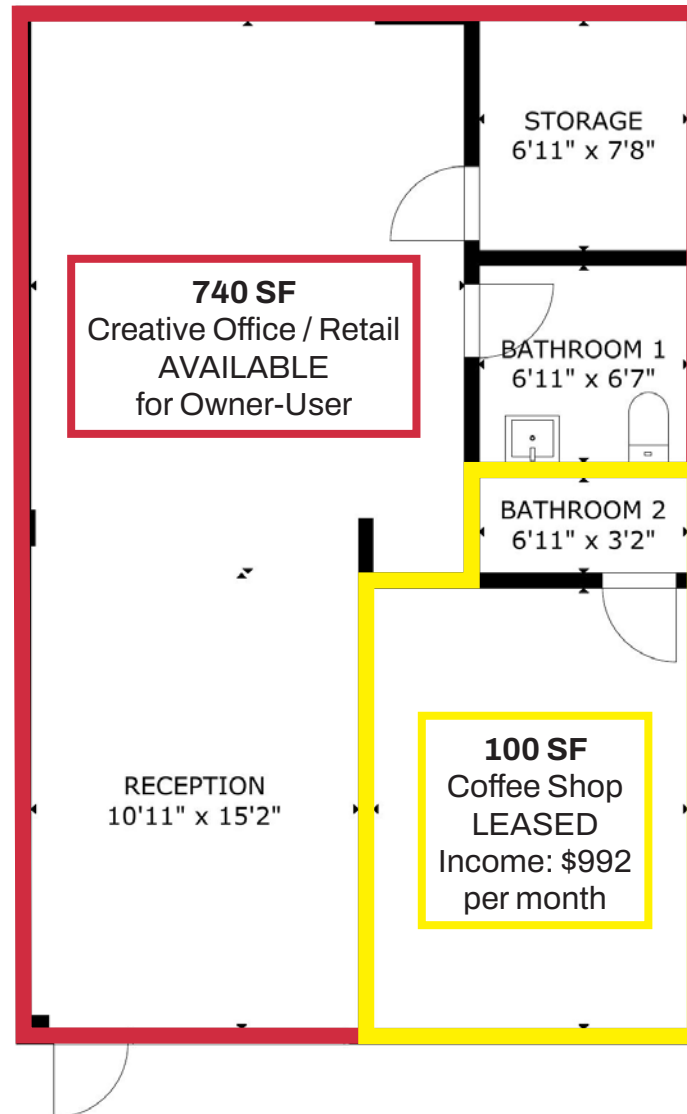 STORAGE
6'11" x 7'8"
740 SF
Creative Office / Retail
AVAILABLE
for Owner-User
BATHROOM 1
6'11" x 6'7"
BATHROOM 2
6'11" x 3'2"
RECEPTION
10'11" x 15'2"
100 SF
Coffee Shop
LEASED
Income: $992
per month